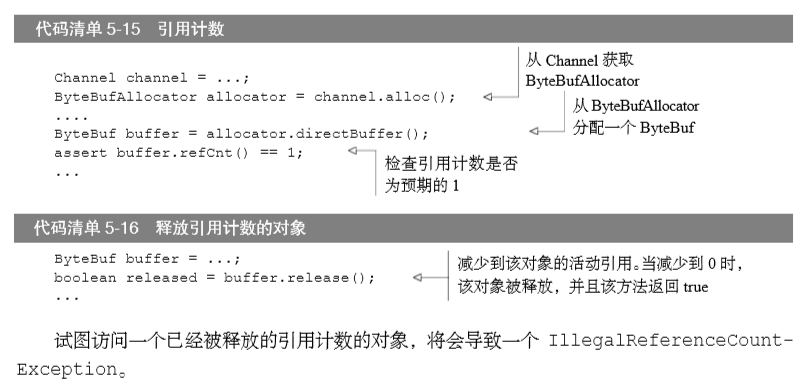 代码清单 5-15 引用计数
Channel channel = ...;
ByteBufAllocator allocator = channel.alloc();
从 Channel 获取
ByteBufAllocator
....
ByteBuf buffer = allocator.directBuffer();
从 ByteBufAllocator
分配一个 ByteBuf
assert buffer.refCnt() == 1;
检查引用计数是否
为预期的 1
...
代码清单 5-16 释放引用计数的对象
ByteBuf buffer = ...;
boolean released = buffer.release();
减少到该对象的活动引用。当减少到 0 时，
该对象被释放，并且该方法返回 true
...
试图访问一个已经被释放的引用计数的对象，将会导致一个 IllegalReferenceCount-
Exception。